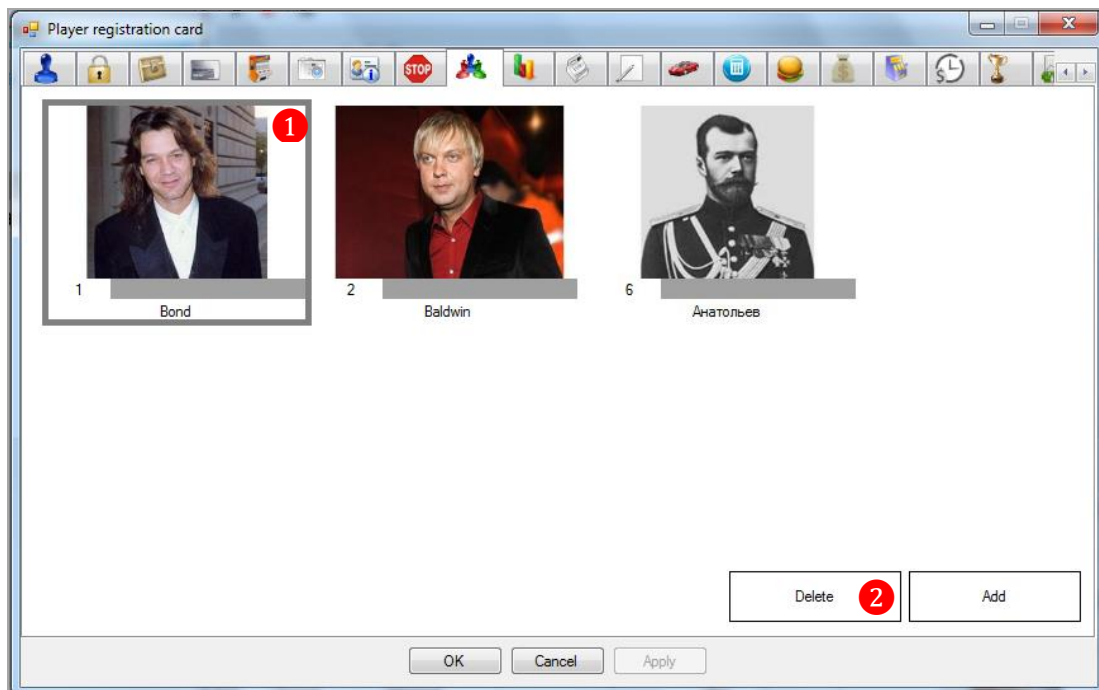 Player registration card
STOP
1
1
Bond
2
Baldwin
6
Анатольев
Delete
2
Add
OK
Cancel
Apply